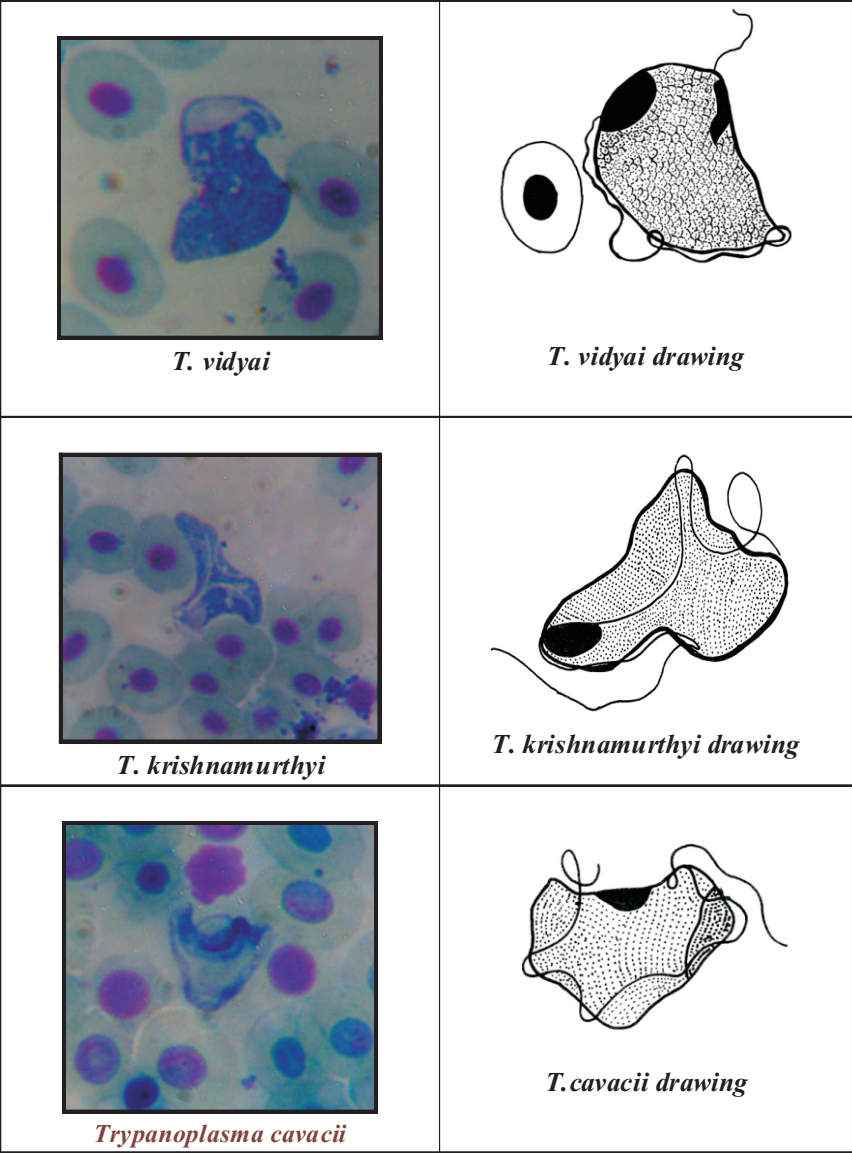 T. vidyai
T. vidyai drawing
T. krishnamurthyi
T. krishnamurthyi drawing
Trypanoplasma cavacii
T.cavacii drawing